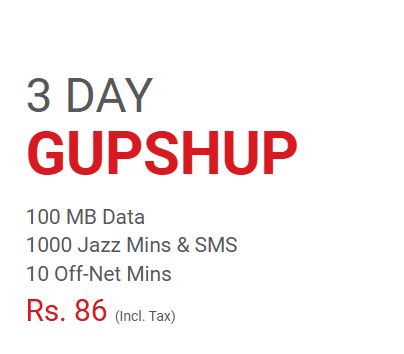 3 DAY
GUPSHUP
100 MB Data
1000 Jazz Mins & SMS
10 Off-Net Mins
Rs. 86 (Incl. Tax)